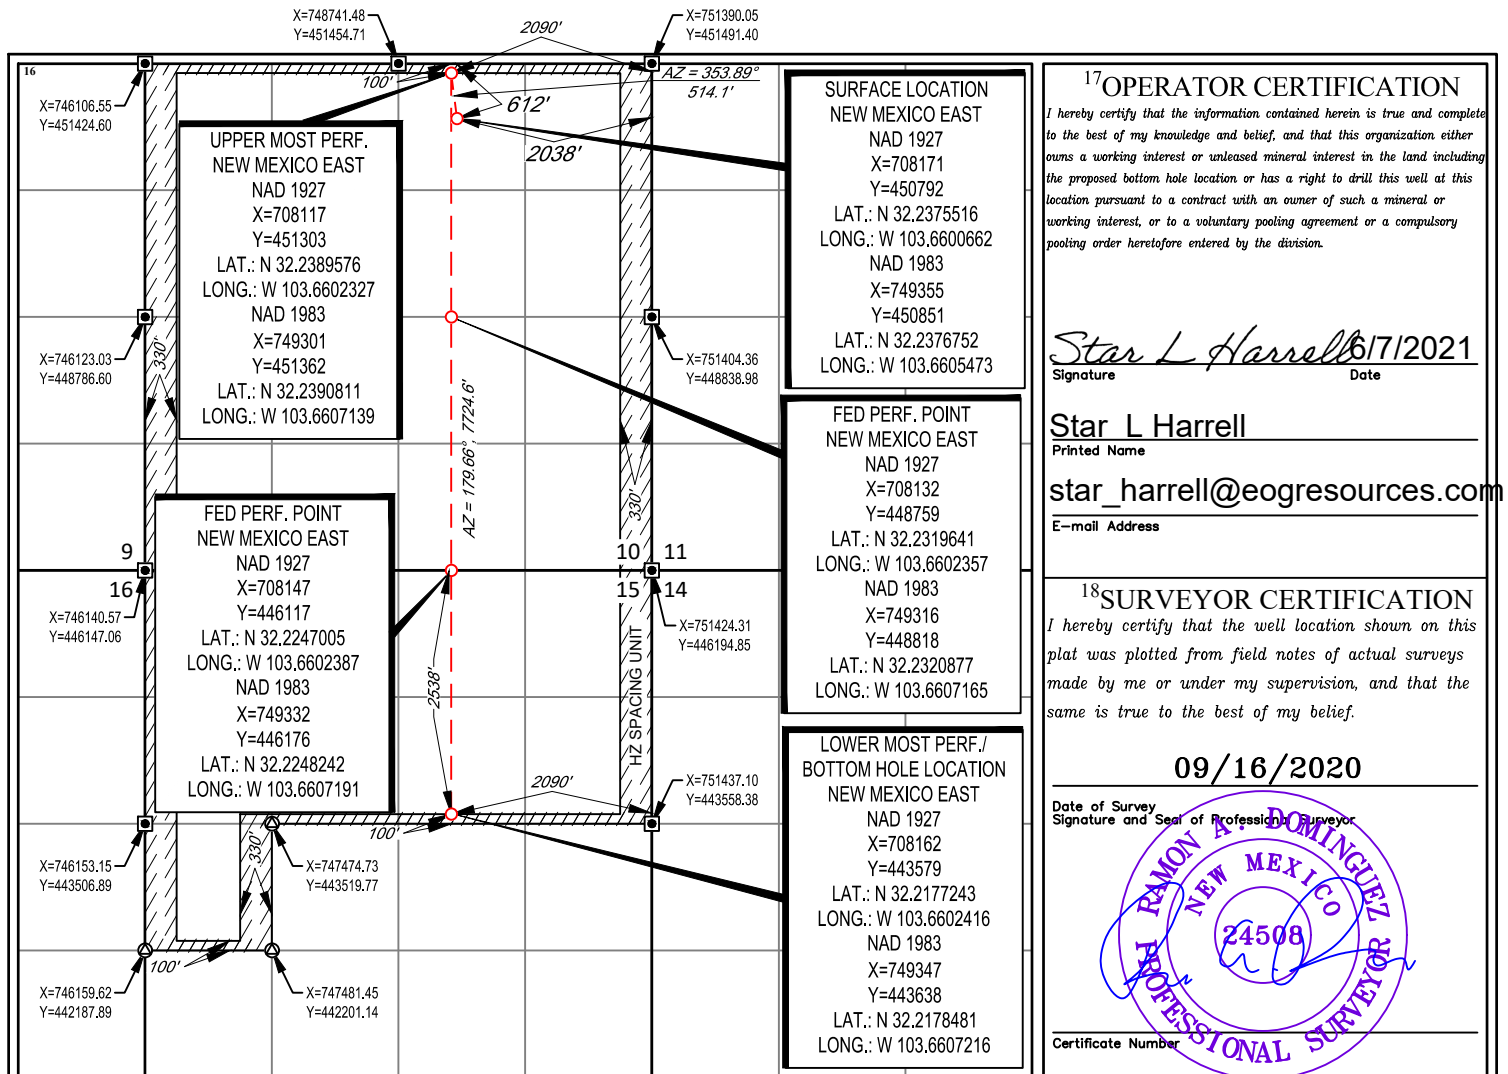 X=748741.48
Y=451454.71
2090'
X=751390.05
Y=451491.40
16
100'
AZ = 353.89°
514.1'
612'
2038'
X=746106.55
Y=451424.60
UPPER MOST PERF.
NEW MEXICO EAST
NAD 1927
X=708117
Y=451303
LAT.: N 32.2389576
LONG.: W 103.6602327
NAD 1983
X=749301
Y=451362
LAT.: N 32.2390811
LONG.: W 103.6607139
SURFACE LOCATION
NEW MEXICO EAST
NAD 1927
X=708171
Y=450792
LAT.: N 32.2375516
LONG.: W 103.6600662
NAD 1983
X=749355
Y=450851
LAT.: N 32.2376752
LONG.: W 103.6605473
X=746123.03
Y=448786.60
330'
X=751404.36
Y=448838.98
AZ = 179.66°, 7724.6'
330'
FED PERF. POINT
NEW MEXICO EAST
NAD 1927
X=708132
Y=448759
LAT.: N 32.2319641
LONG.: W 103.6602357
NAD 1983
X=749316
Y=448818
LAT.: N 32.2320877
LONG.: W 103.6607165
FED PERF. POINT
NEW MEXICO EAST
NAD 1927
X=708147
Y=446117
LAT.: N 32.2247005
LONG.: W 103.6602387
NAD 1983
X=749332
Y=446176
LAT.: N 32.2248242
LONG.: W 103.6607191
9
16
10 11
15 14
X=746140.57
Y=446147.06
X=751424.31
Y=446194.85
2538'
HZ SPACING UNIT
LOWER MOST PERF./
BOTTOM HOLE LOCATION
NEW MEXICO EAST
NAD 1927
X=708162
Y=443579
LAT.: N 32.2177243
LONG.: W 103.6602416
NAD 1983
X=749347
Y=443638
LAT.: N 32.2178481
LONG.: W 103.6607216
2090'
100'
X=751437.10
Y=443558.38
X=746153.15
Y=443506.89
330'
X=747474.73
Y=443519.77
100'
X=746159.62
Y=442187.89
X=747481.45
Y=442201.14
17 OPERATOR CERTIFICATION
I hereby certify that the information contained herein is true and complete
to the best of my knowledge and belief, and that this organization either
owns a working interest or unleased mineral interest in the land including
the proposed bottom hole location or has a right to drill this well at this
location pursuant to a contract with an owner of such a mineral or
working interest, or to a voluntary pooling agreement or a compulsory
pooling order heretofore entered by the division.
Star L Harrell 6/7/2021
Signature Date
Star L Harrell
Printed Name
star_harrell@eogresources.com
E-mail Address
18 SURVEYOR CERTIFICATION
I hereby certify that the well location shown on this
plat was plotted from field notes of actual surveys
made by me or under my supervision, and that the
same is true to the best of my belief.
09/16/2020
Date of Survey
Signature and Seal of Professional Surveyor
RAMON A. DOMINGUEZ
NEW MEXICO
24508
PROFESSIONAL SURVEYOR
Certificate Number